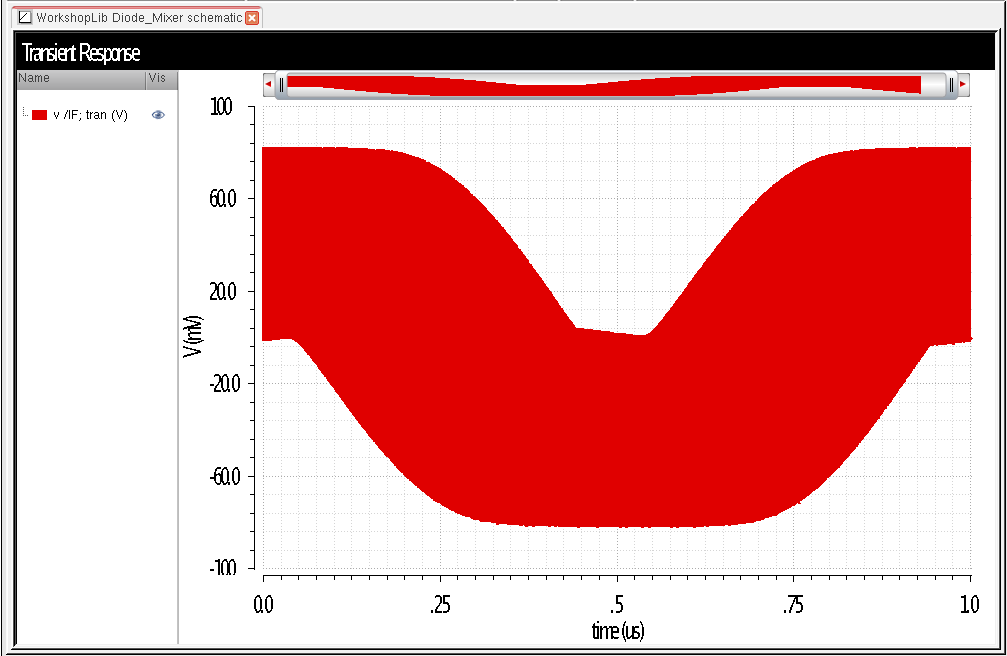 WorkshopLib Diode_Mixer schematic
Transient Response
Name Vis
v /IF; tran (V)
V (mV)
100
60.0
20.0
-20.0
-60.0
-100
0.0 .25 .5 .75 1.0
time (us)